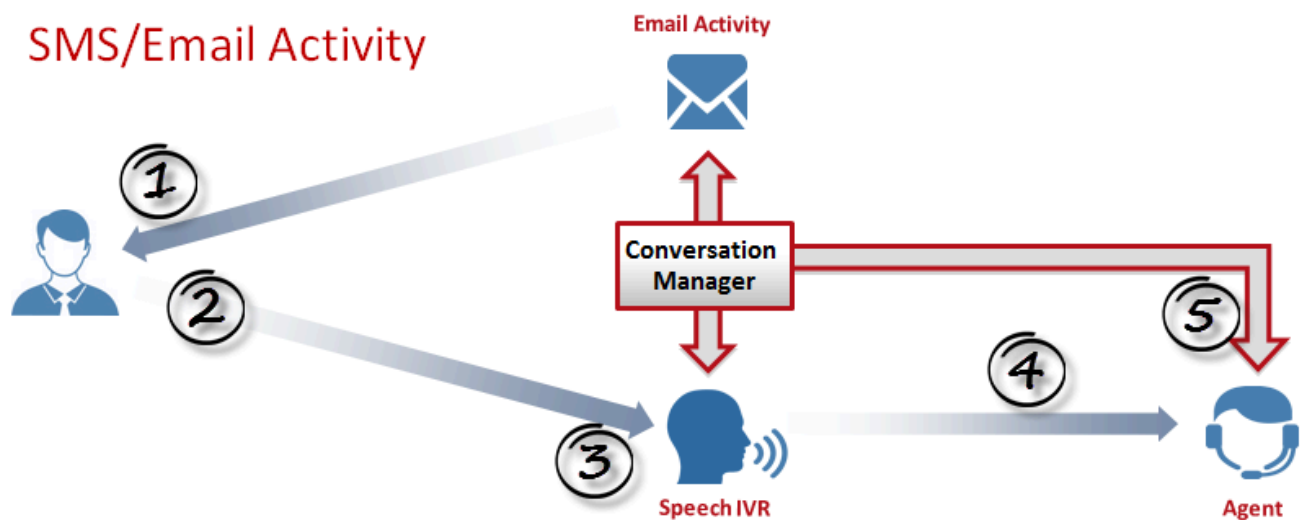 SMS/Email Activity
Email Activity
1
Conversation
Manager
2
5
4
3
Speech IVR
Agent